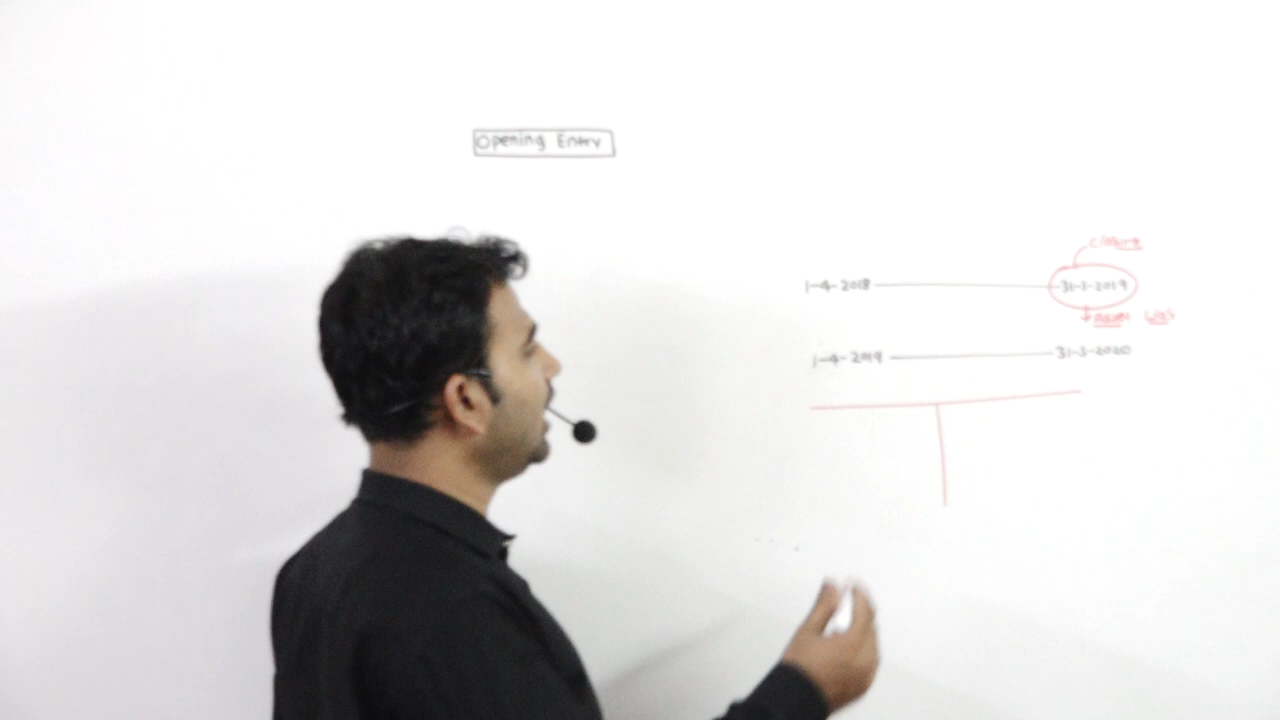 Opening Entry
closure
1-4-2018 ——— 31-3-2019
1-4-2019 ——— 31-3-2020